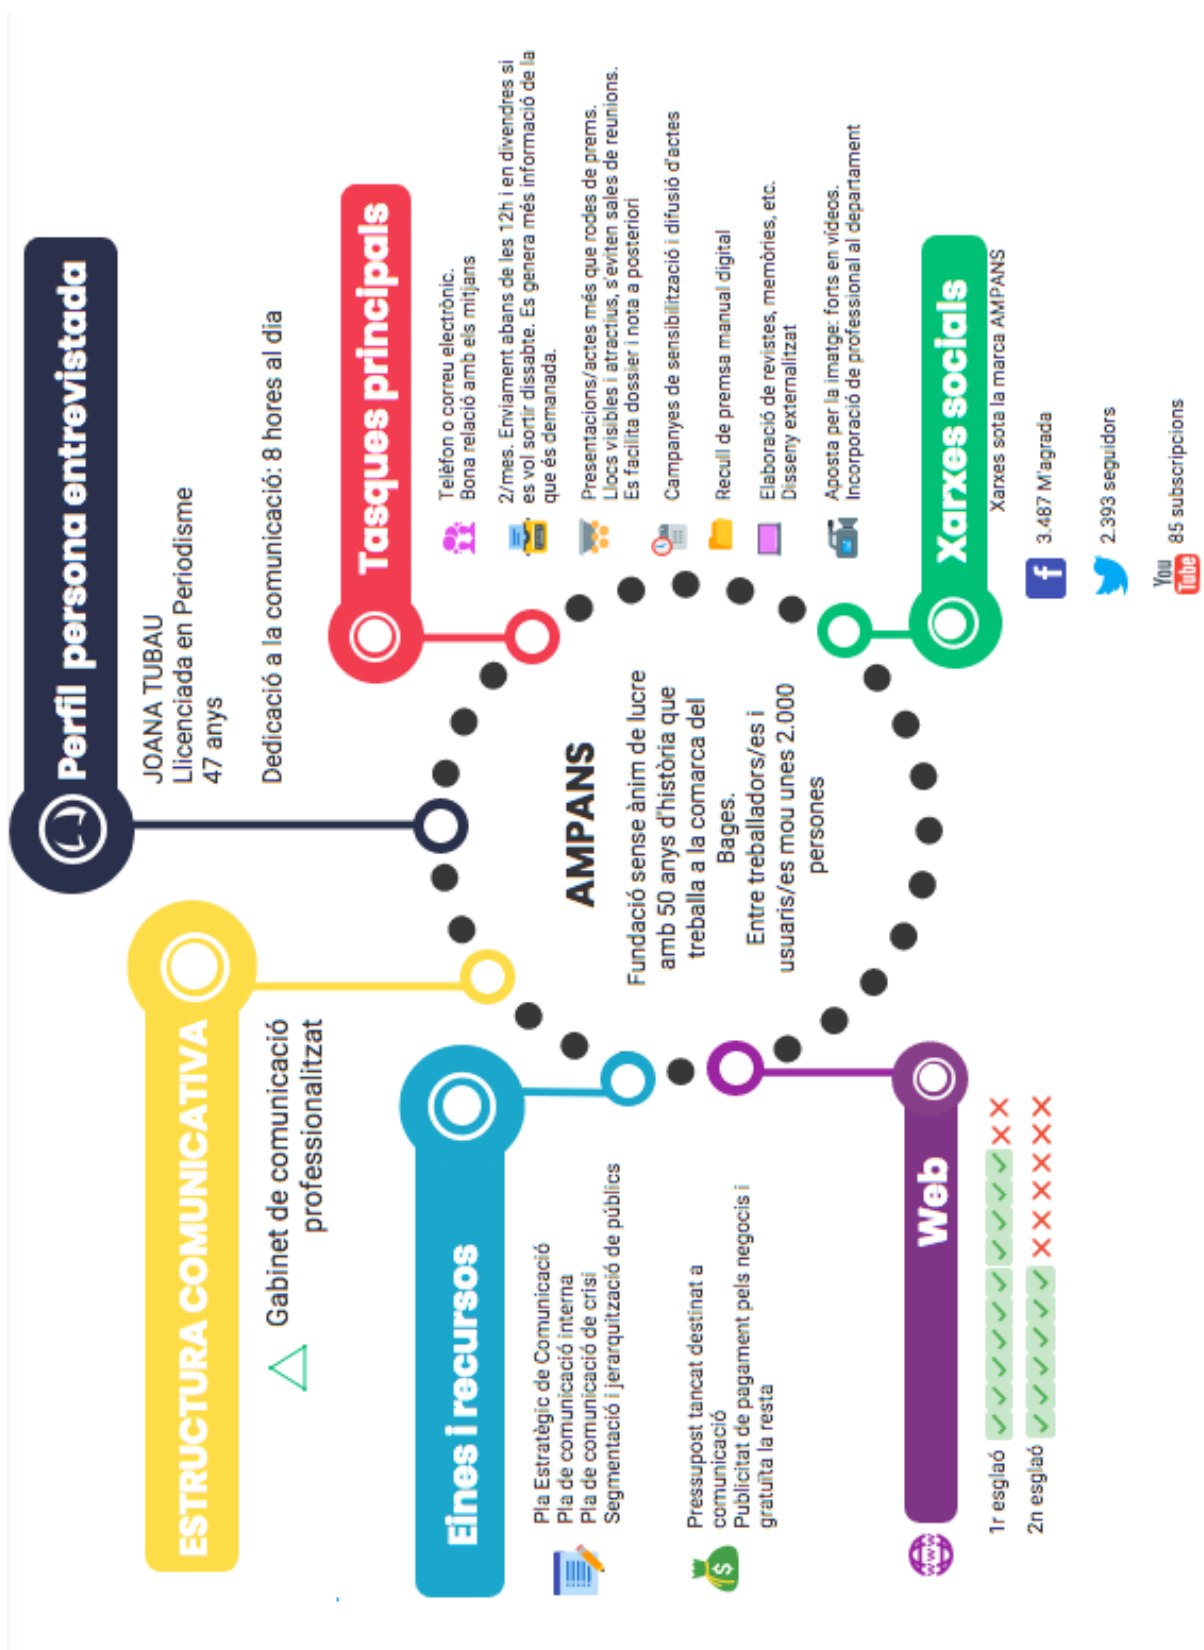 ESTRUCTURA COMUNICATIVA
Gabinet de comunicació
professionalitzat
Perfil persona entrevistada
JOANA TUBAU
Llicenciada en Periodisme
47 anys
Dedicació a la comunicació: 8 hores al dia
Eines i recursos
Pla Estratègic de Comunicació
Pla de comunicació interna
Pla de comunicació de crisi
Segmentació i jerarquització de públics
Pressupost tancat destinat a
comunicació
Publicitat de pagament pels negocis i
gratuïta la resta
AMPANS
Fundació sense ànim de lucre
amb 50 anys d'història que
treballa a la comarca del
Bages.
Entre treballadors/es i
usuaris/es mou unes 2.000
persones
Tasques principals
Telèfon o correu electrònic.
Bona relació amb els mitjans
2/mes. Enviament abans de les 12h i en divendres si
es vol sortir dissabte. Es genera més informació de la
que és demanada.
Presentacions/actes més que rodes de prems.
Llocs visibles i atractius, s'eviten sales de reunions.
Es facilita dossier i nota a posteriori
Campanyes de sensibilització i difusió d'actes
Recull de premsa manual digital
Elaboració de revistes, memòries, etc.
Disseny externalitzat
Aposta per la imatge: forts en vídeos.
Incorporació de professional al departament
Web
www
1r esglaó
2n esglaó
Xarxes socials
Xarxes sota la marca AMPANS
f
3.487 M'agrada
2.393 seguidors
You
Tube
85 subscripcions